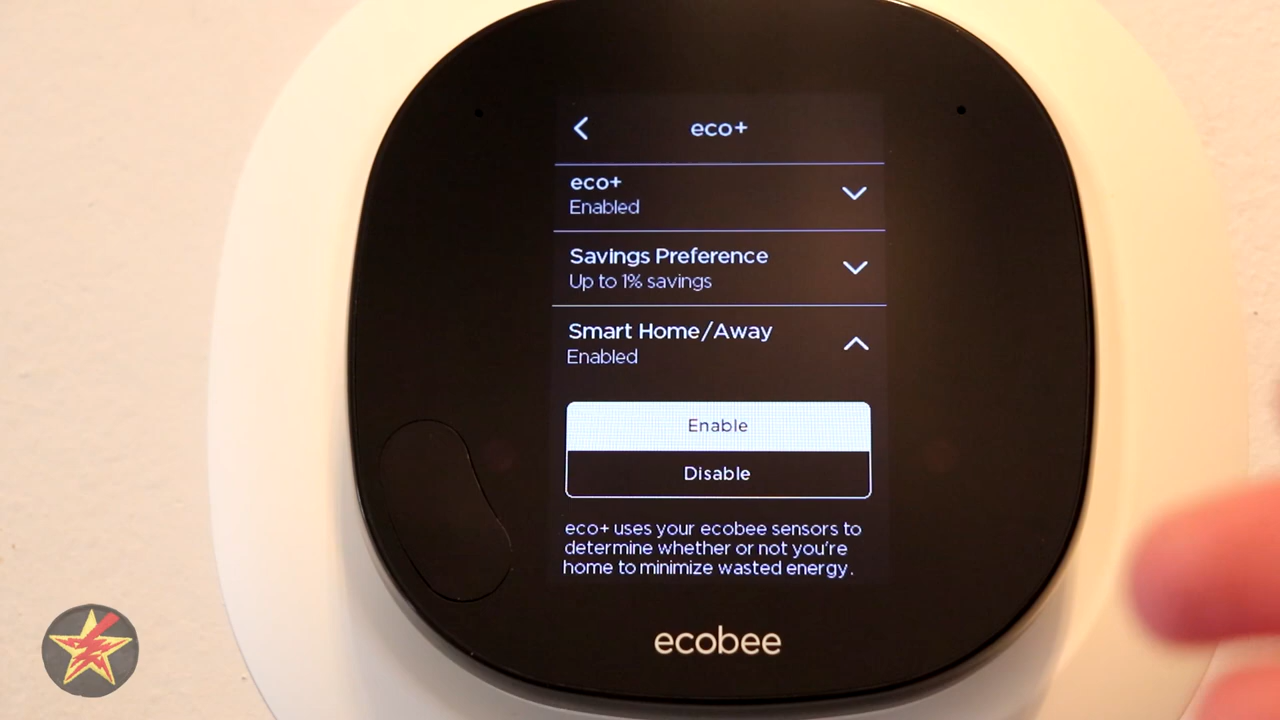 eco+
eco+
Enabled
Savings Preference
Up to 1% savings
Smart Home/Away
Enabled
Enable
Disable
eco+ uses your ecobee sensors to
determine whether or not you're
home to minimize wasted energy.
ecobee